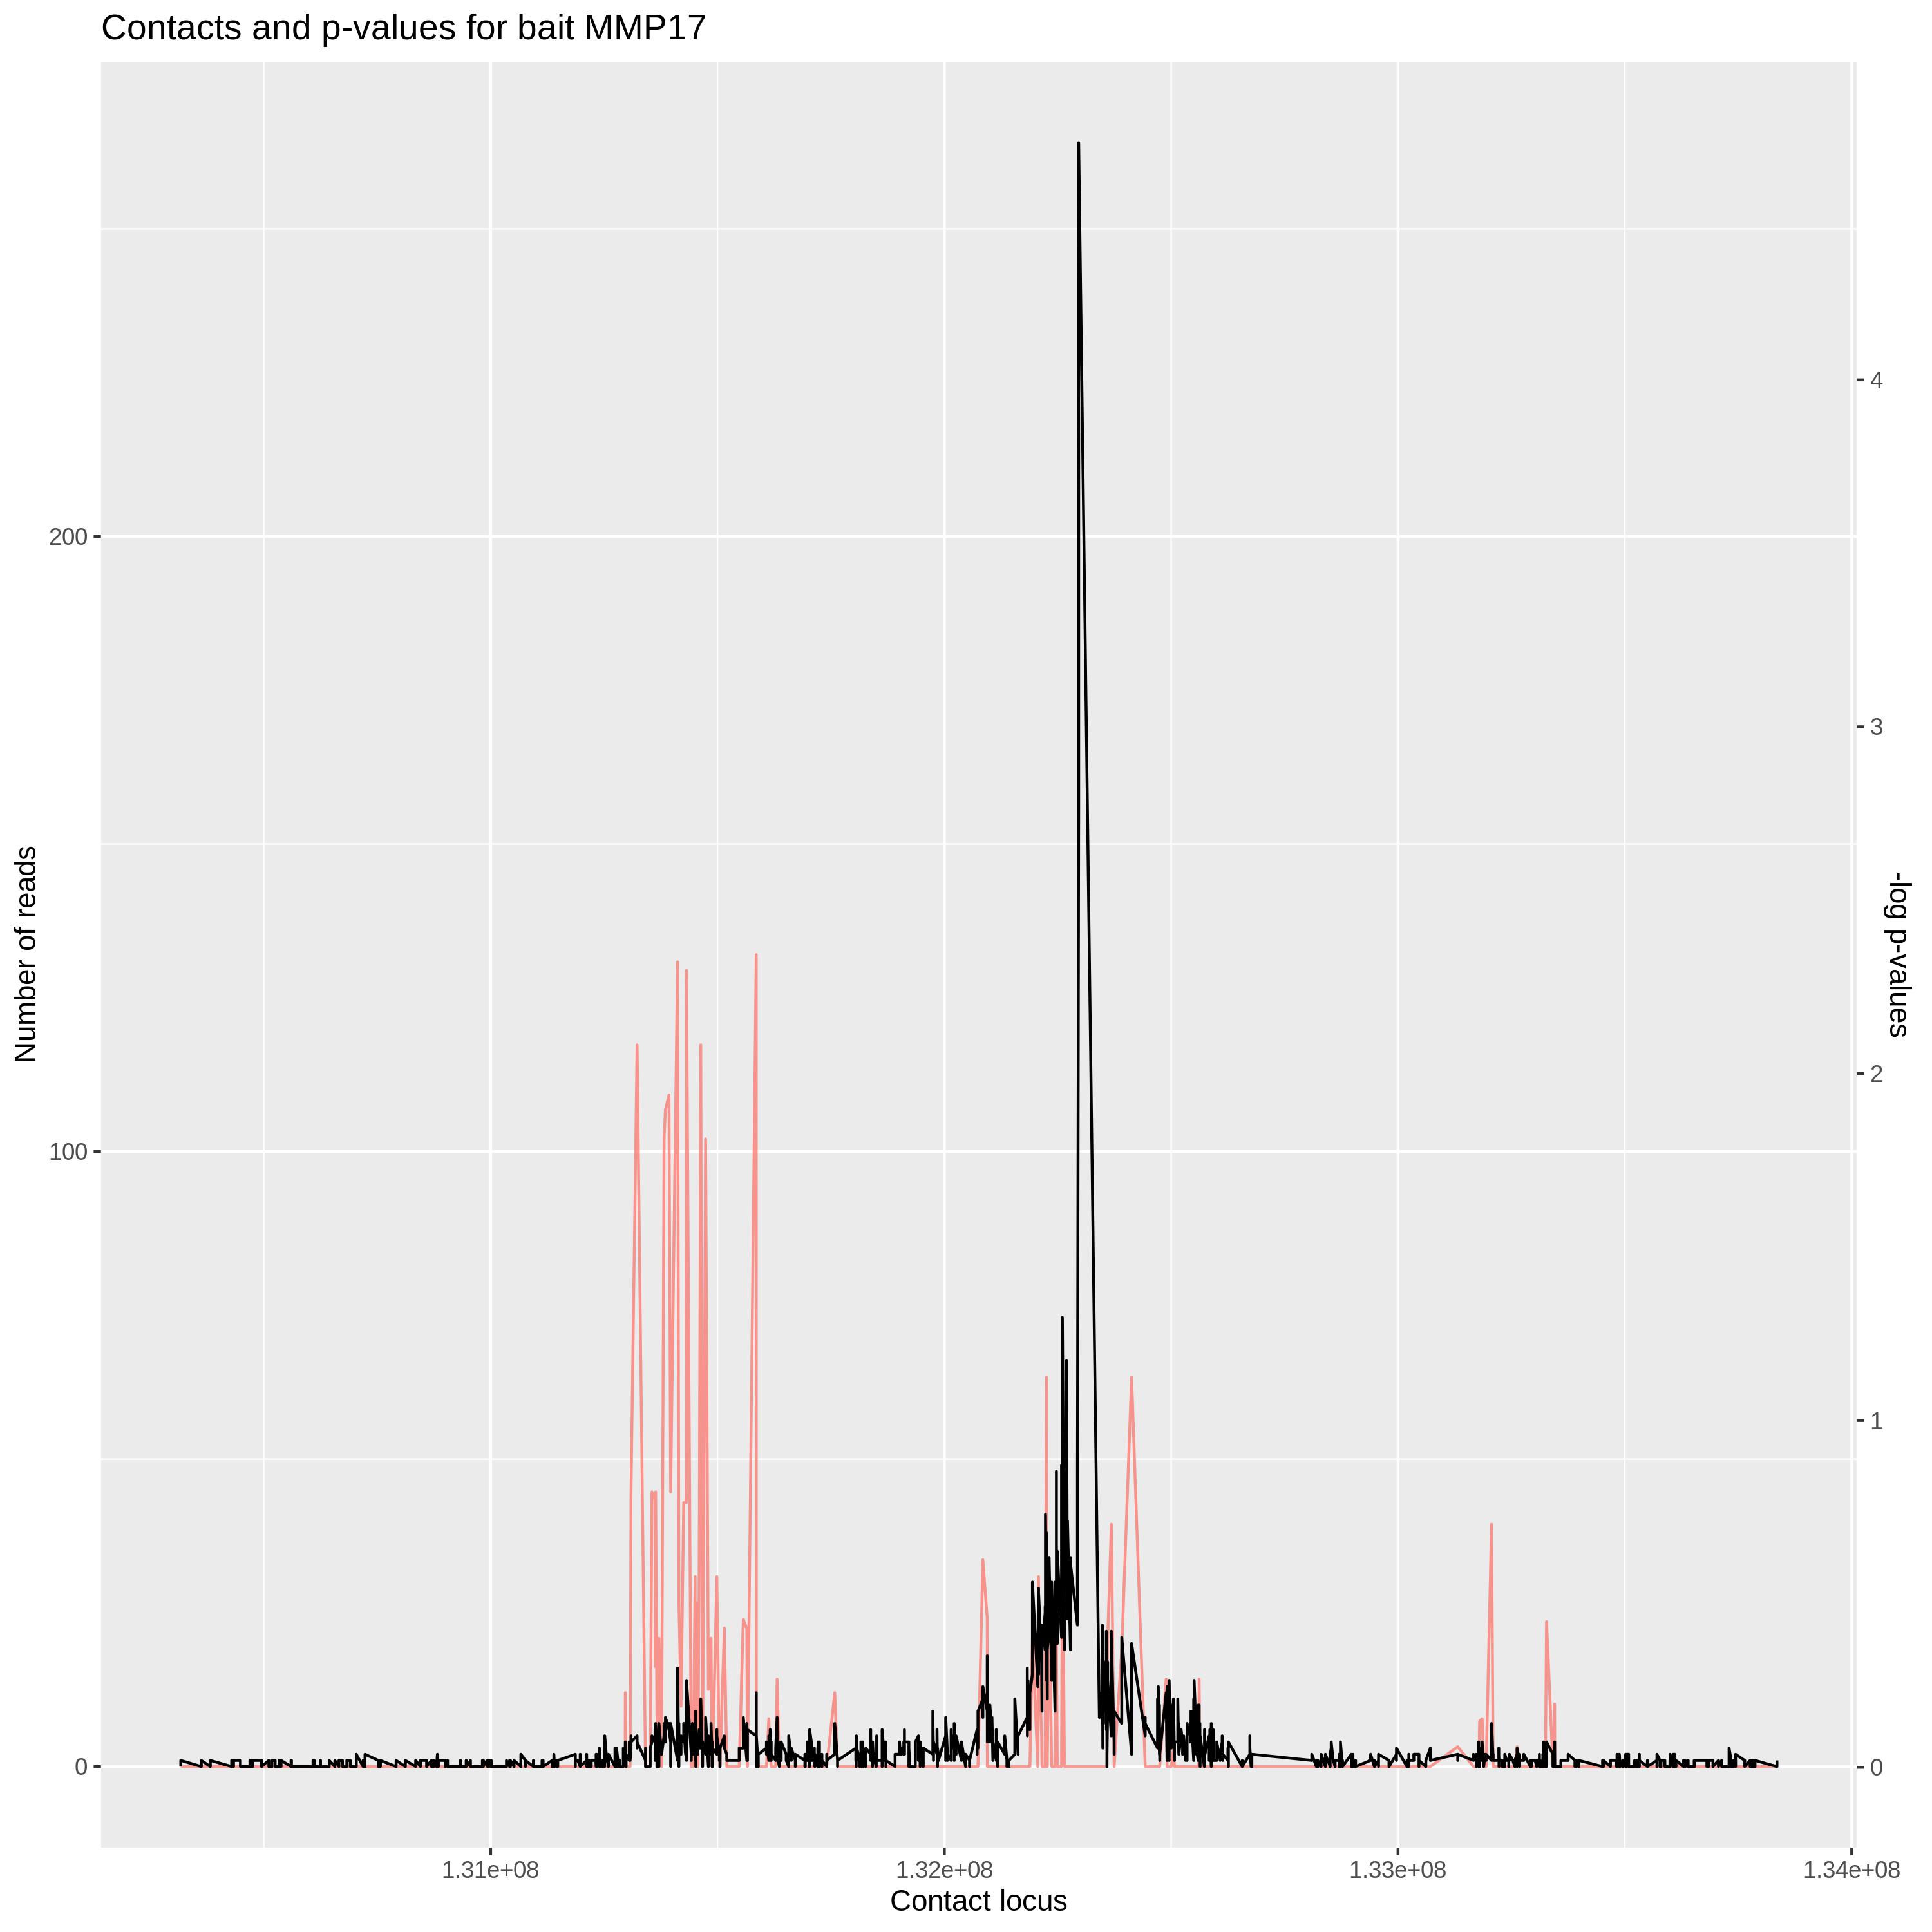 Contacts and p-values for bait MMP17
Number of reads
200
100
0
4
3
2
1
0
-log p-values
1.31e+08
1.32e+08
1.33e+08
1.34e+08
Contact locus